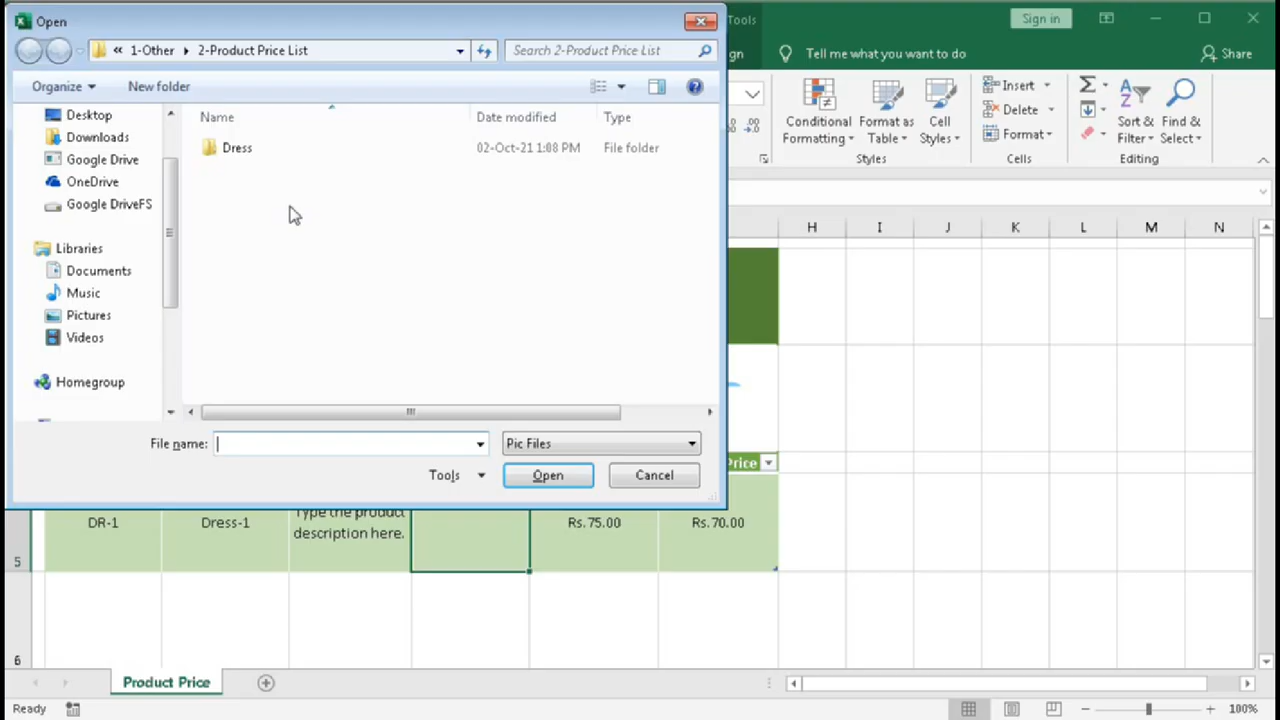 Open
Tools
Sign in
« 1-Other 2-Product Price List
Search 2-Product Price List
gn
Tell me what you want to do
Share
Organize
New folder
Desktop
Downloads
Google Drive
OneDrive
Google DriveFS
Libraries
Documents
Music
Pictures
Videos
Homegroup
Name
Date modified
Type
Dress
02-Oct-21 1:08 PM
File folder
File name:
Pic Files
Tools
Open
Cancel
Conditional
Formatting
Format as
Table
Cell
Styles
Insert
Delete
Format
Sort &
Filter
Find &
Select
Styles
Cells
Editing
H I J K L M N
Price
5
DR-1
Dress-1
Type the product
description here.
Rs.75.00
Rs.70.00
6
Product Price
Ready
100%